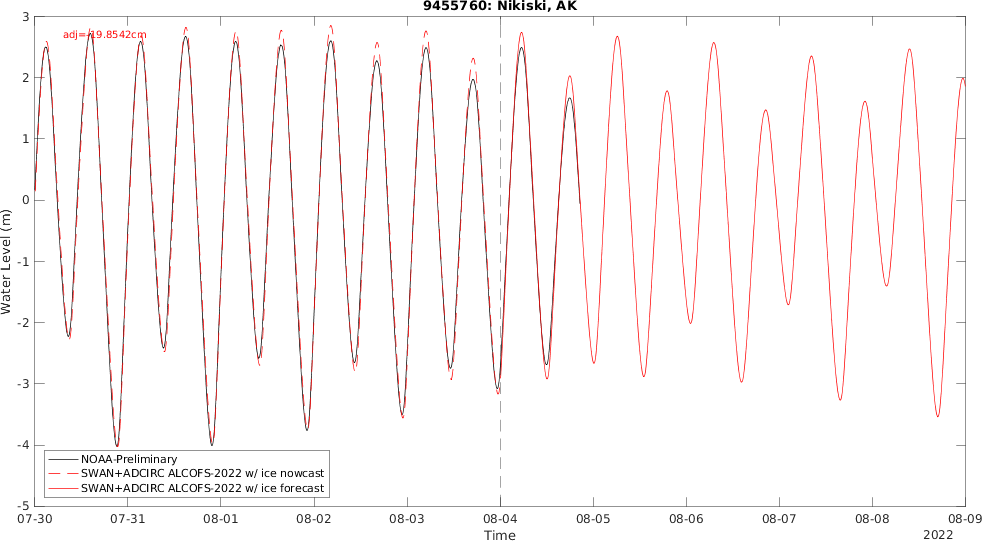 9455760: Nikiski, AK
adj=-19.8542cm
3
2
1
0
-1
-2
-3
-4
-5
Water Level (m)
NOAA-Preliminary
SWAN+ADCIRC ALCOFS-2022 w/ ice nowcast
SWAN+ADCIRC ALCOFS-2022 w/ ice forecast
07-30 07-31 08-01 08-02 08-03 08-04 08-05 08-06 08-07 08-08 08-09
Time
2022